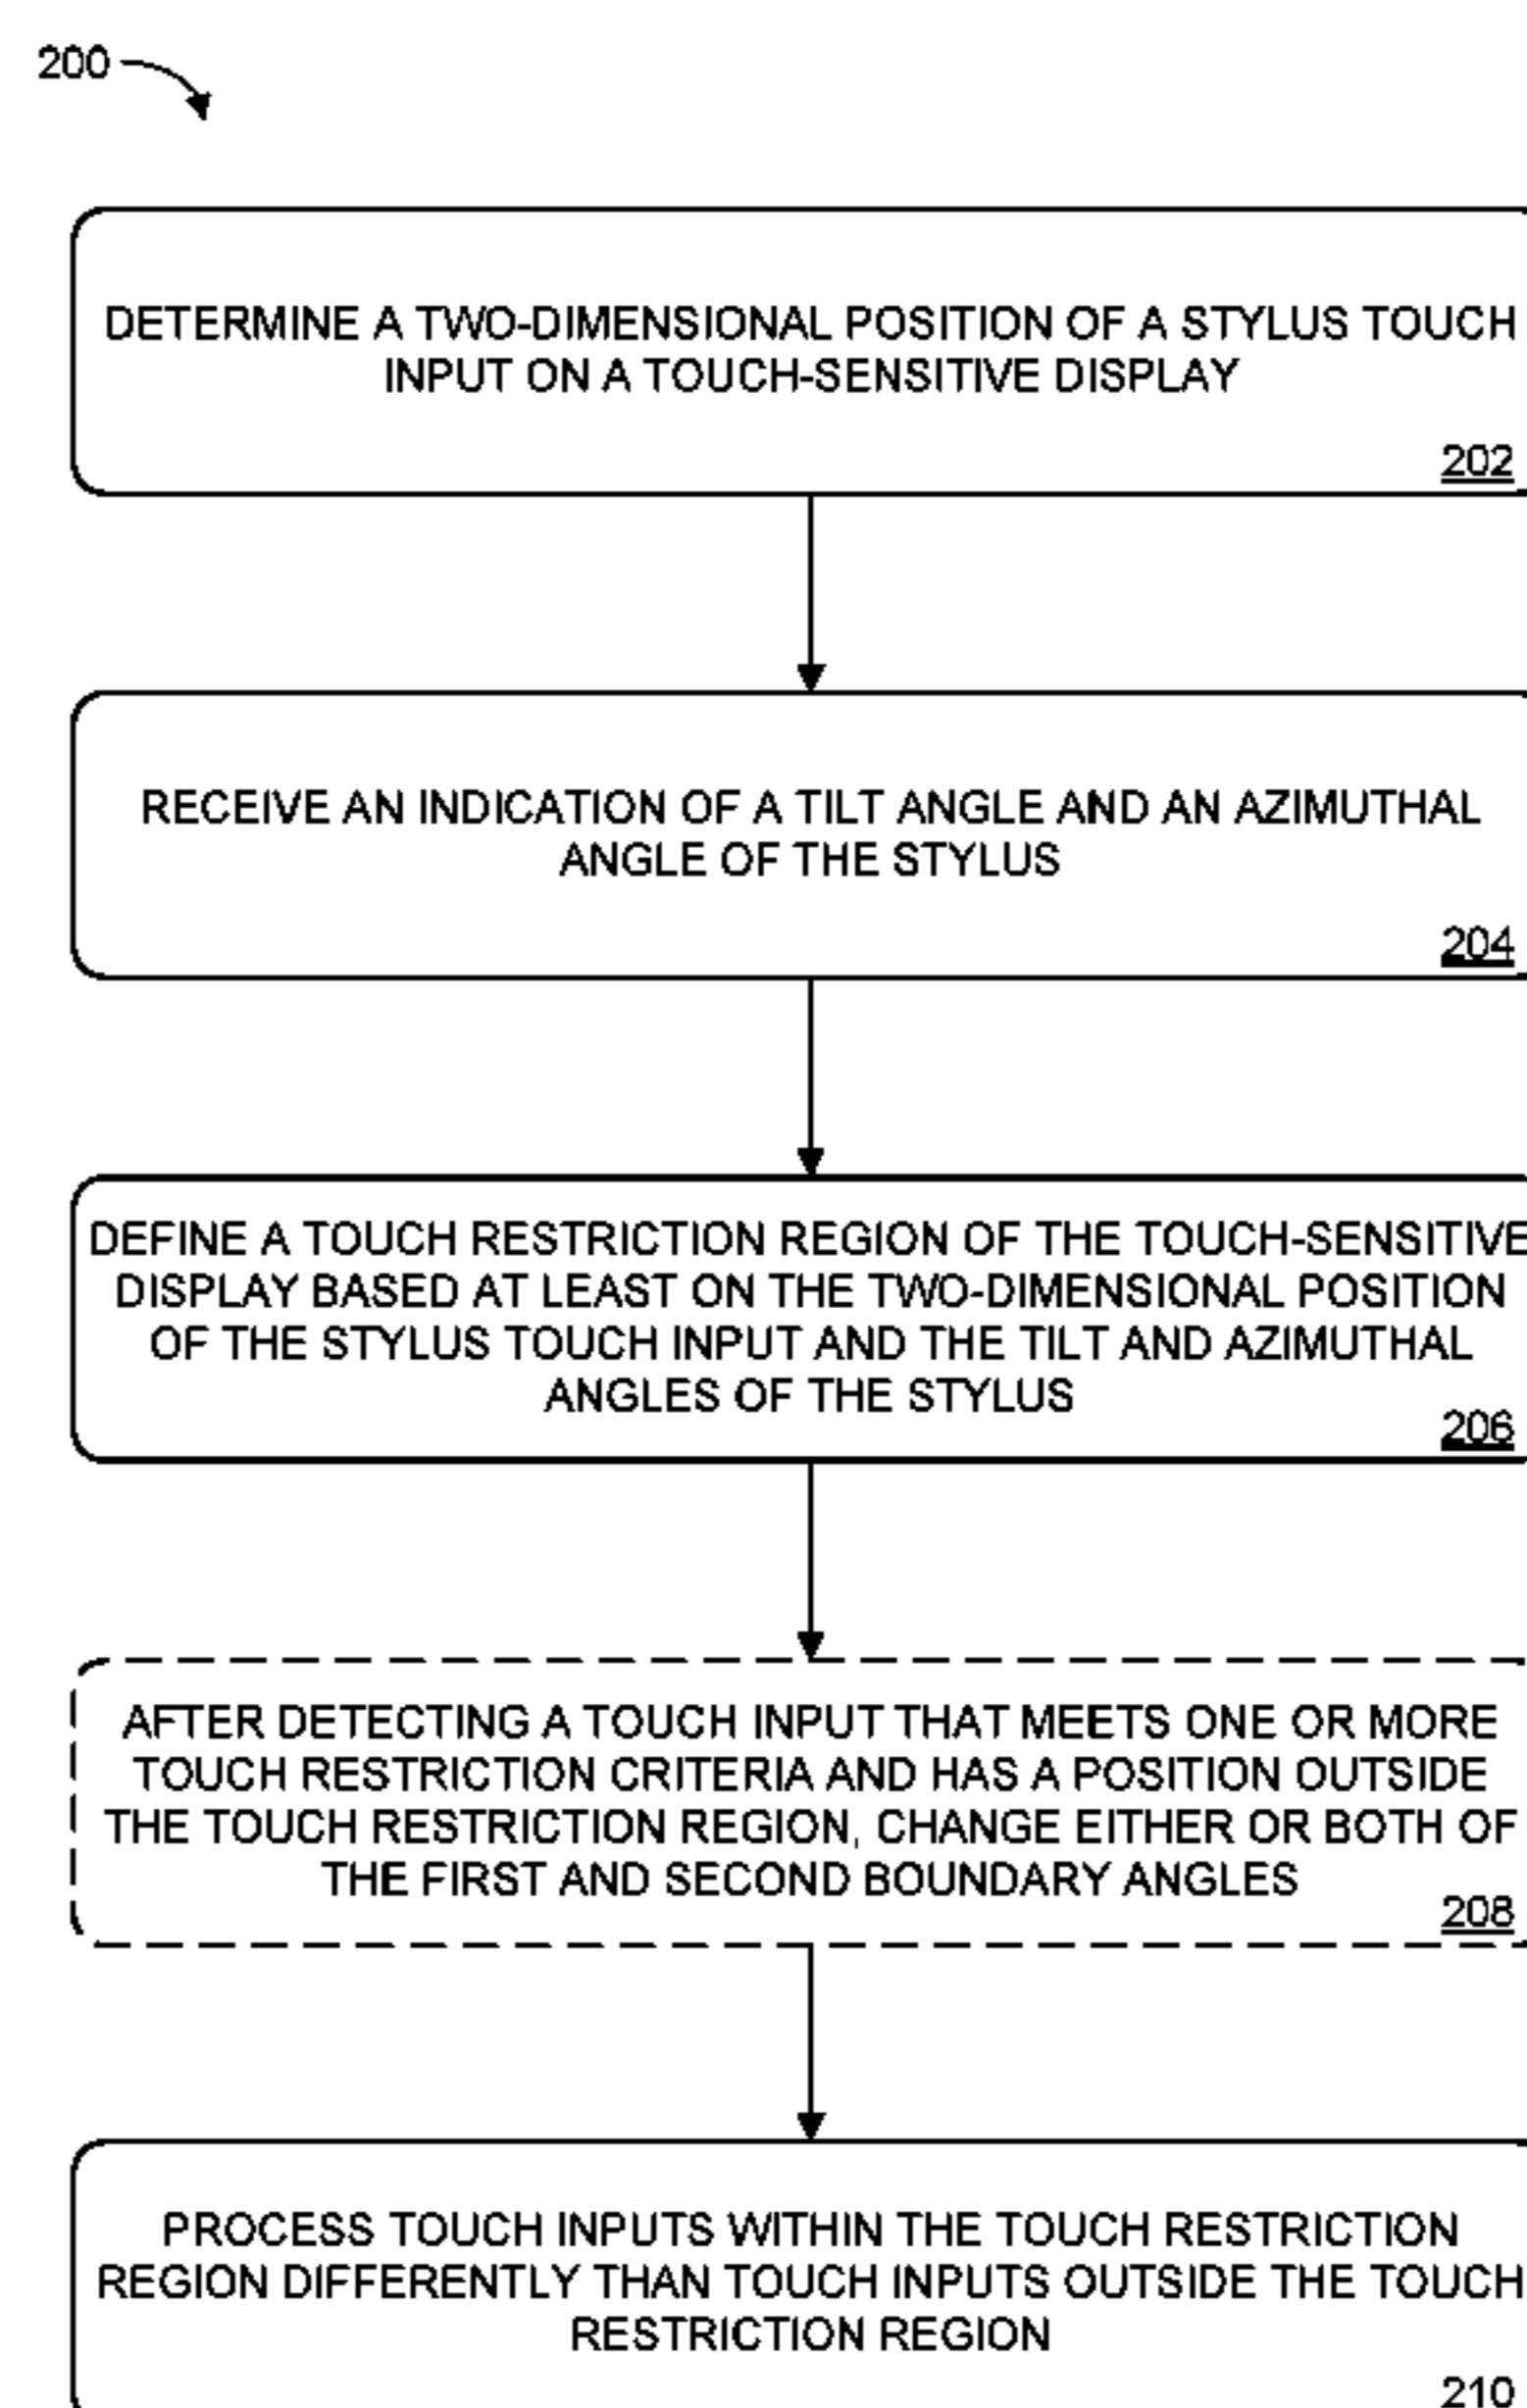 200
DETERMINE A TWO-DIMENSIONAL POSITION OF A STYLUS TOUCH
INPUT ON A TOUCH-SENSITIVE DISPLAY
202
RECEIVE AN INDICATION OF A TILT ANGLE AND AN AZIMUTHAL
ANGLE OF THE STYLUS
204
DEFINE A TOUCH RESTRICTION REGION OF THE TOUCH-SENSITIVE
DISPLAY BASED AT LEAST ON THE TWO-DIMENSIONAL POSITION
OF THE STYLUS TOUCH INPUT AND THE TILT AND AZIMUTHAL
ANGLES OF THE STYLUS
206
AFTER DETECTING A TOUCH INPUT THAT MEETS ONE OR MORE
TOUCH RESTRICTION CRITERIA AND HAS A POSITION OUTSIDE
THE TOUCH RESTRICTION REGION, CHANGE EITHER OR BOTH OF
THE FIRST AND SECOND BOUNDARY ANGLES
208
PROCESS TOUCH INPUTS WITHIN THE TOUCH RESTRICTION
REGION DIFFERENTLY THAN TOUCH INPUTS OUTSIDE THE TOUCH
RESTRICTION REGION
210